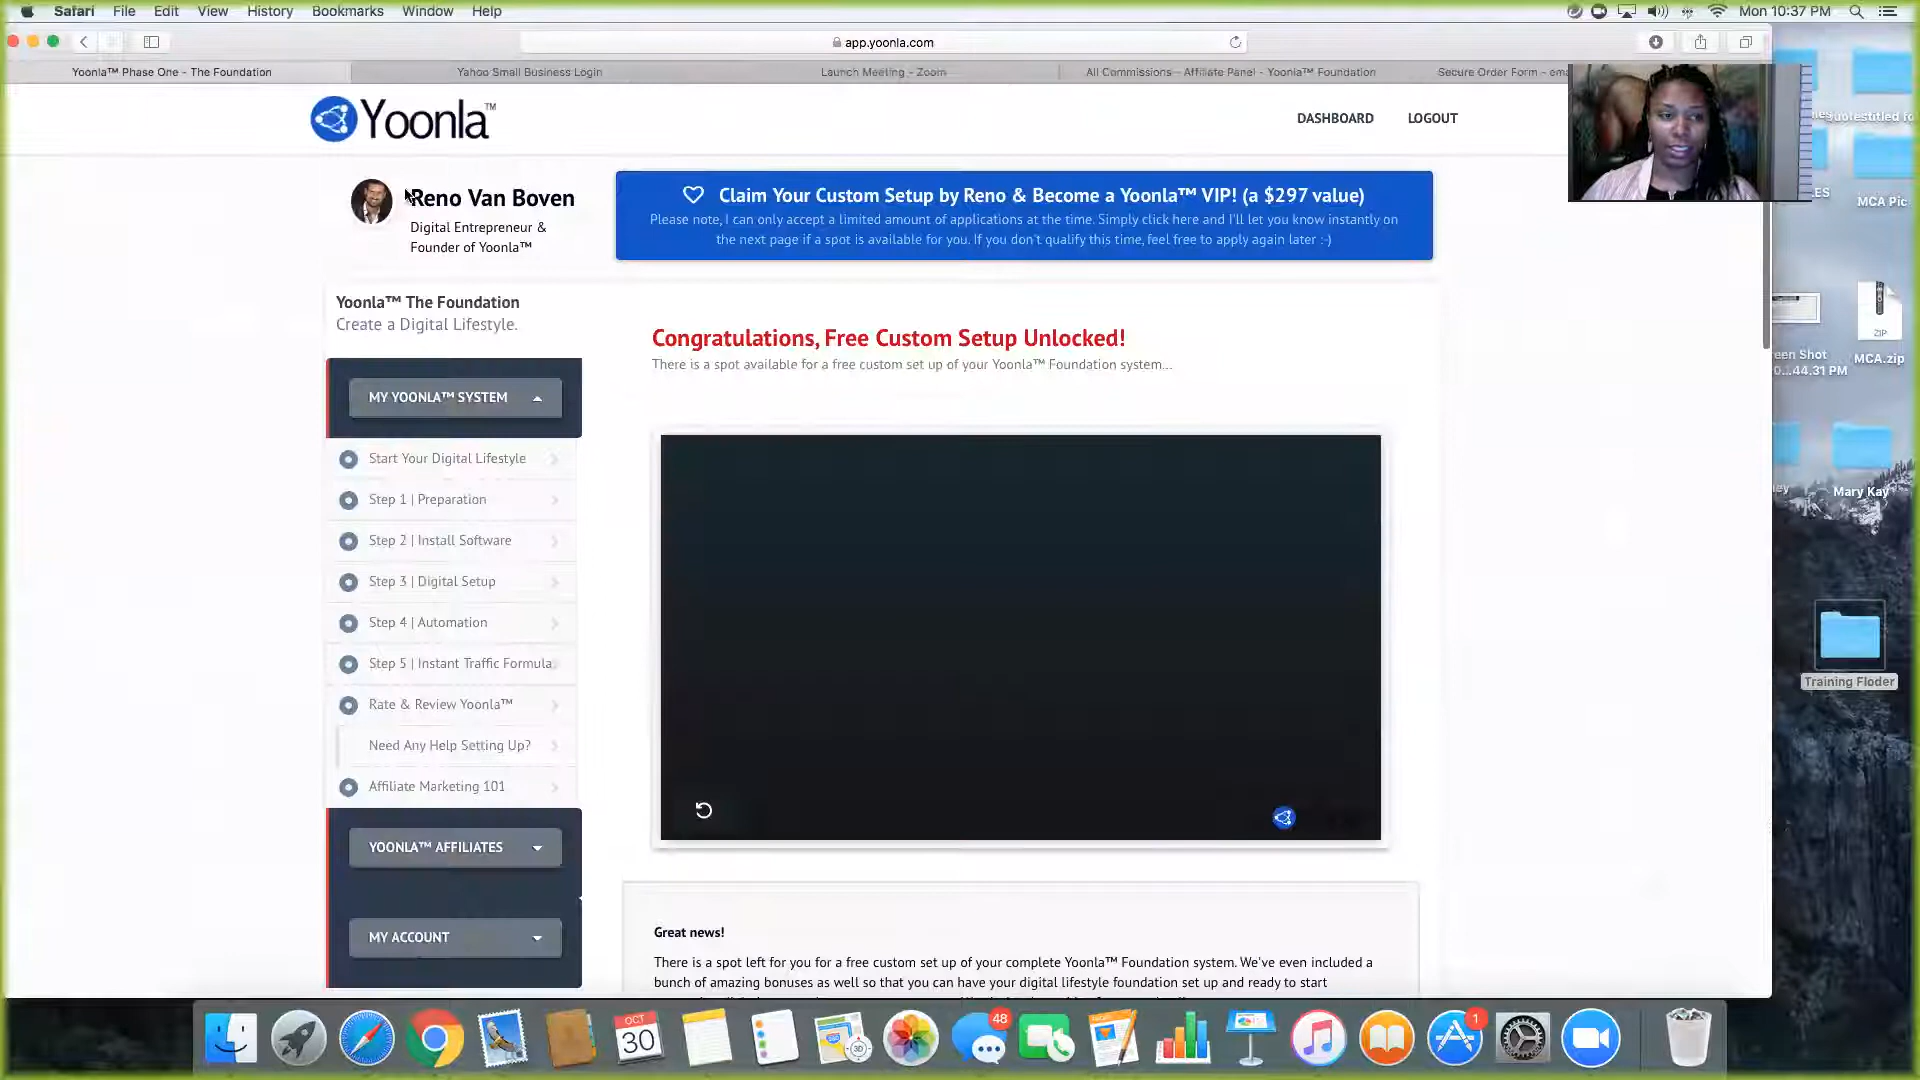 Safari File Edit View History Bookmarks Window Help
Mon 10:37 PM
app.yoonla.com
Yoonla™ Phase One - The Foundation
Yahoo Small Business Login
Launch Meeting - Zoom
All Commissions - Affiliate Panel - Yoonla™ Foundation
Secure Order Form - ema
Yoonla™
DASHBOARD
LOGOUT
Reno Van Boven
Digital Entrepreneur &
Founder of Yoonla™
Claim Your Custom Setup by Reno & Become a Yoonla™ VIP! (a $297 value)
Please note, I can only accept a limited amount of applications at the time. Simply click here and I'll let you know instantly on
the next page if a spot is available for you. If you don't qualify this time, feel free to apply again later :-)
Yoonla™ The Foundation
Create a Digital Lifestyle.
MY YOONLA™ SYSTEM
Start Your Digital Lifestyle
Step 1 | Preparation
Step 2 | Install Software
Step 3 | Digital Setup
Step 4 | Automation
Step 5 | Instant Traffic Formula
Rate & Review Yoonla™
Need Any Help Setting Up?
Affiliate Marketing 101
YOONLA™ AFFILIATES
MY ACCOUNT
Congratulations, Free Custom Setup Unlocked!
There is a spot available for a free custom set up of your Yoonla™ Foundation system...
Great news!
There is a spot left for you for a free custom set up of your complete Yoonla™ Foundation system. We've even included a
bunch of amazing bonuses as well so that you can have your digital lifestyle foundation set up and ready to start
MCA Pic
ZIP
een Shot
0...44.31 PM
MCA.zip
Mary Kay
Training Floder
OCT
30
3D
48
1